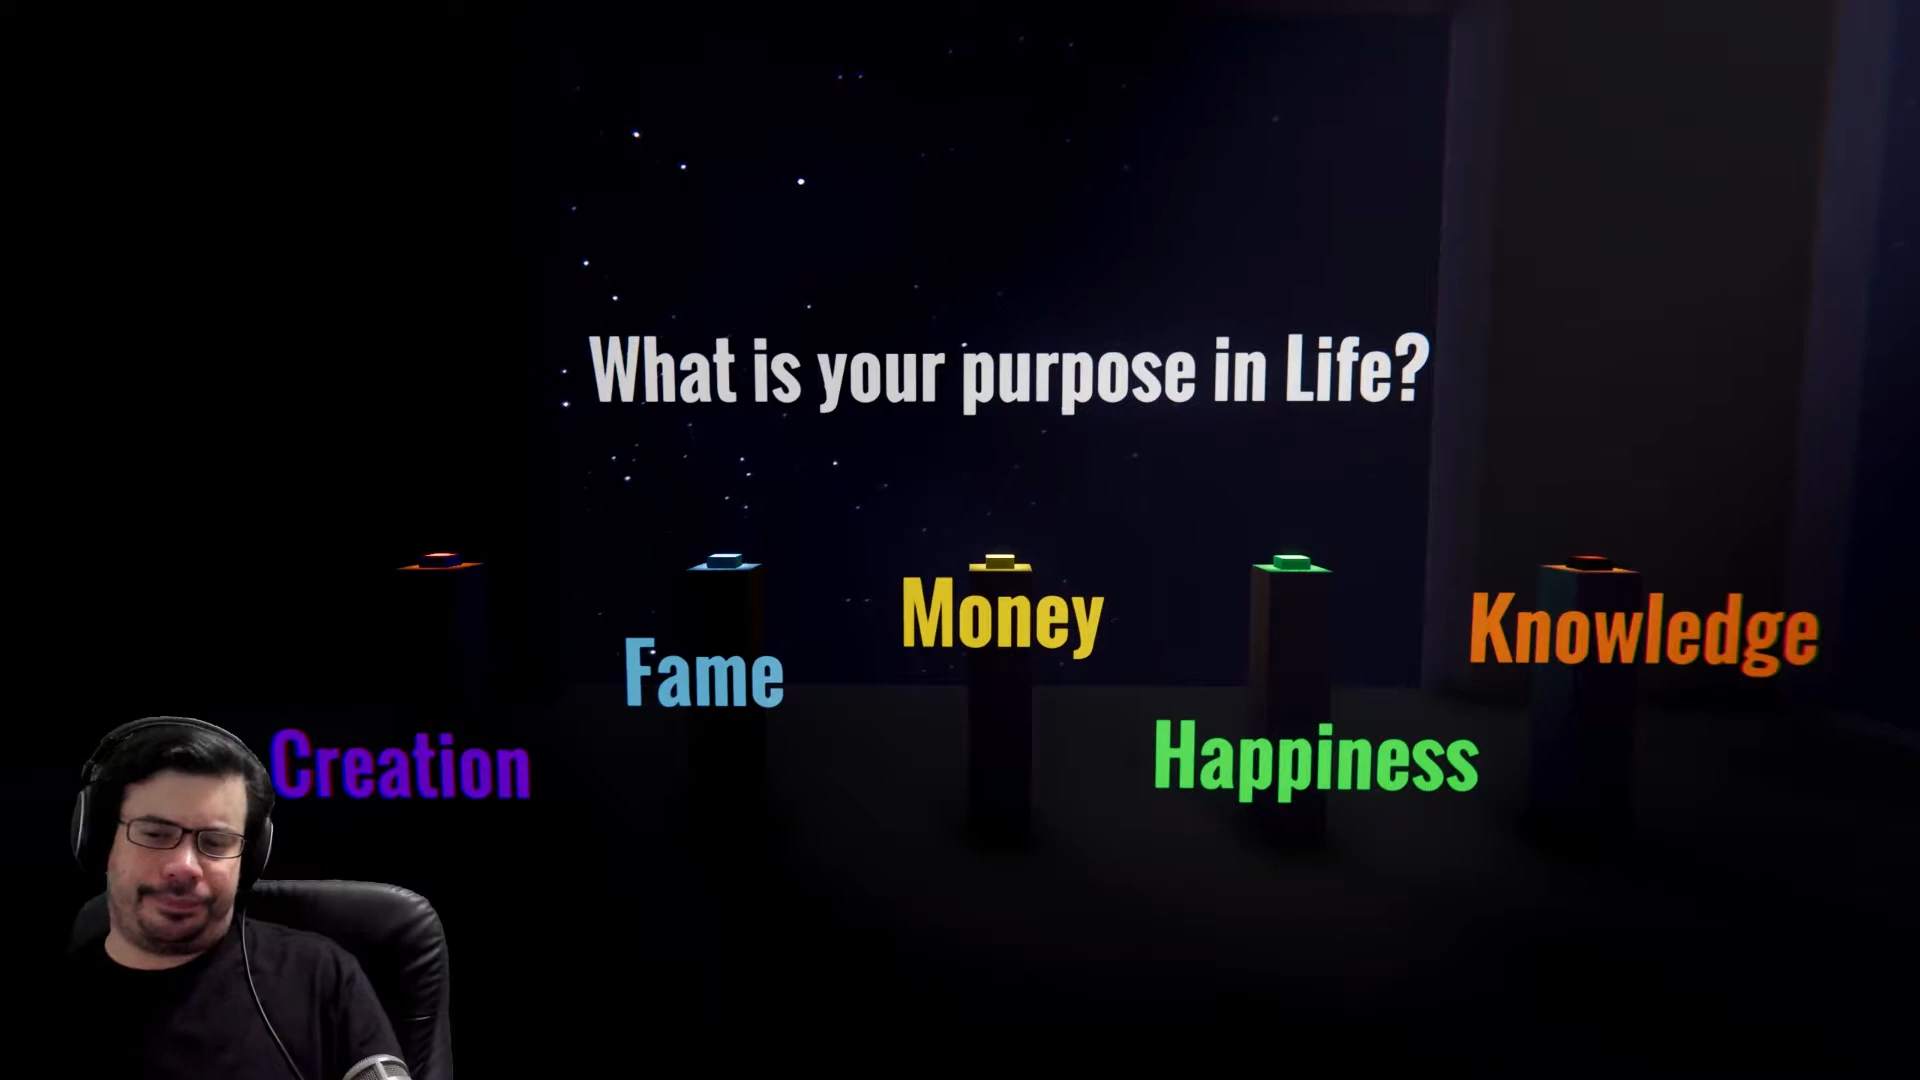 What is your purpose in Life?
Creation
Fame
Money
Happiness
Knowledge